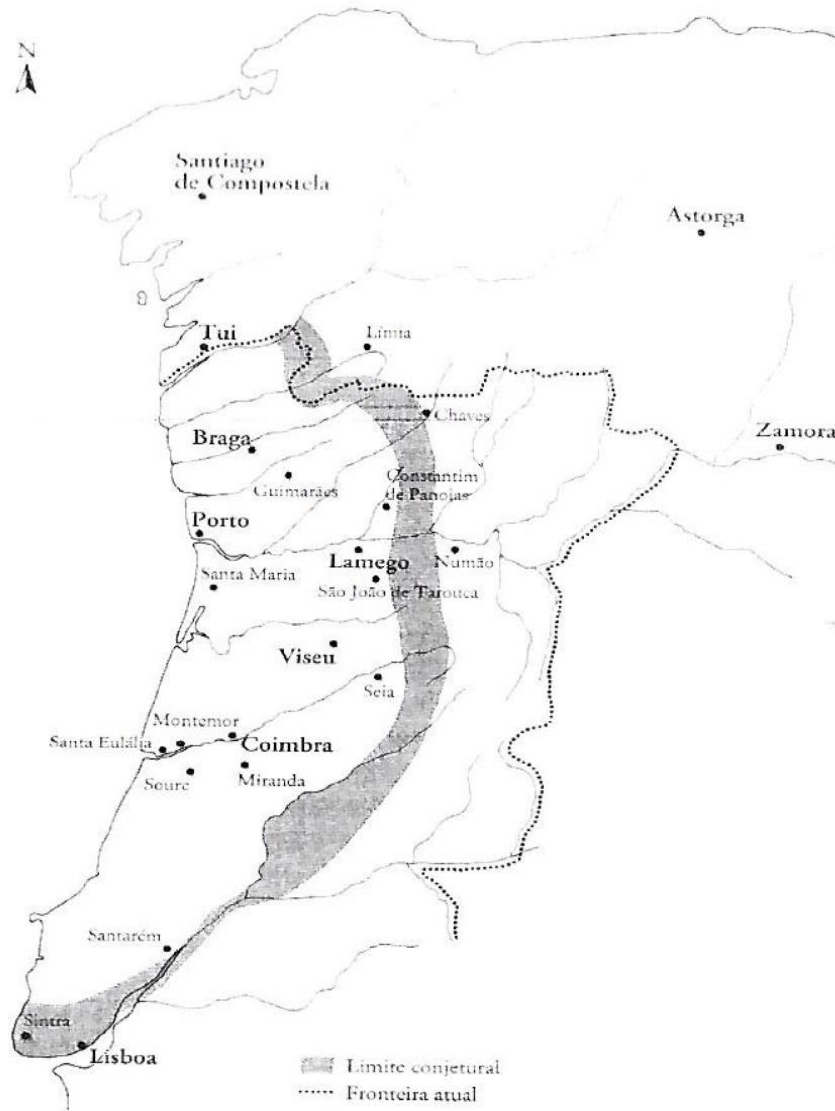 N
Santiago
de Compostela
Astorga
Tui
Límia
Chaves
Braga
Zamora
Guimarães
Constantim
de Panoias
Porto
Lamego
Numão
Santa Maria
São João de Tarouca
Viseu
Seia
Montemor
Santa Eulália
Coimbra
Soure
Miranda
Santarém
Sintra
Lisboa
Limite conjetural
Fronteira atual